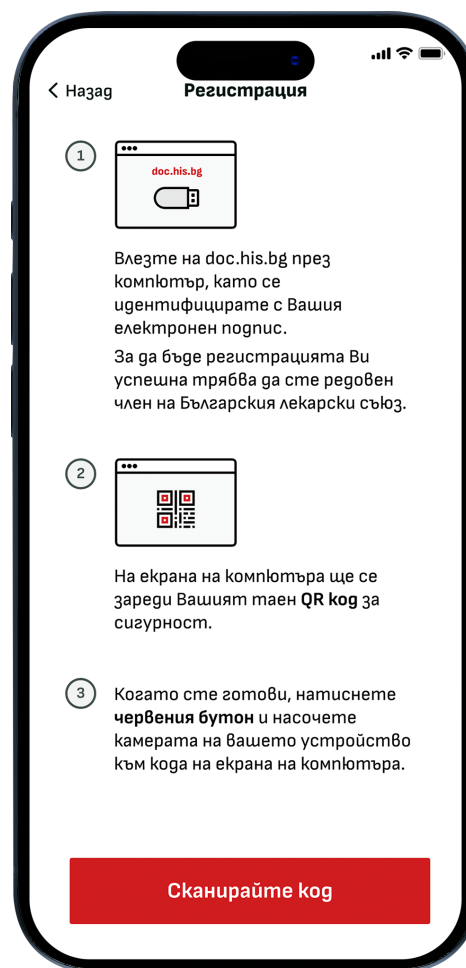 Назад
Регистрация
1
doc.his.bg
Влезте на doc.his.bg през
компютър, като се
идентифицирате с Вашия
електронен подпис.
За да бъде регистрацията Ви
успешна трябва да сте редовен
член на Българския лекарски съюз.
2
На екрана на компютъра ще се
зареди Вашият таен QR код за
сигурност.
3
Когато сте готови, натиснете
червения бутон и насочете
камерата на вашето устройство
към кода на екрана на компютъра.
Сканирайте код